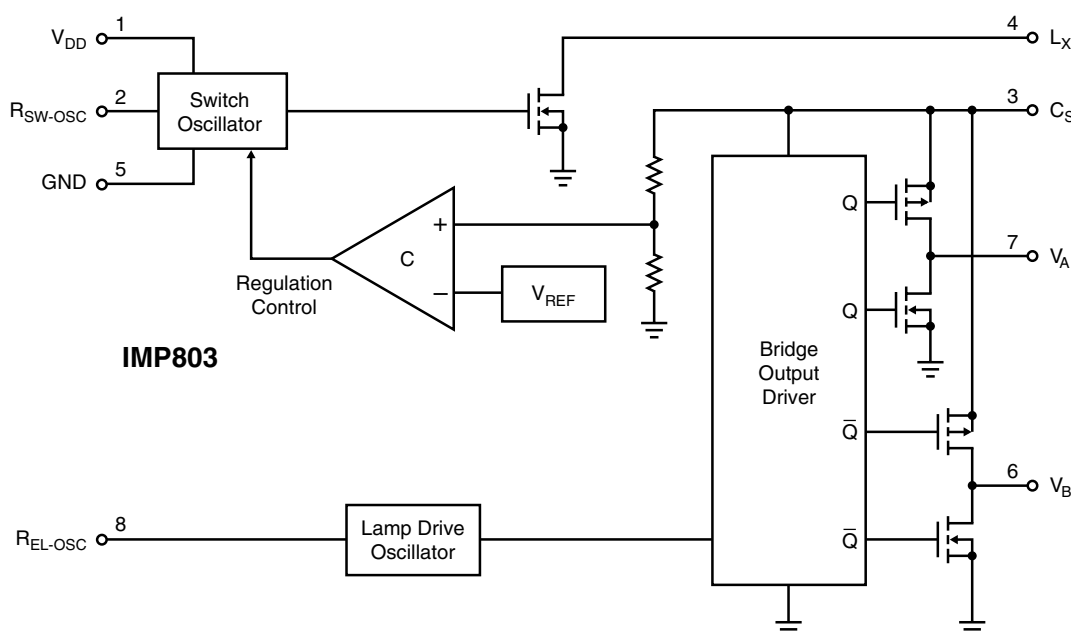 1
V_DD
2
R_SW-OSC
5
GND
Switch
Oscillator
4
L_X
3
C_S
Q
+
C
−
V_REF
Regulation
Control
7
V_A
Q
IMP803
Bridge
Output
Driver
Q̅
6
V_B
8
R_EL-OSC
Lamp Drive
Oscillator
Q̅